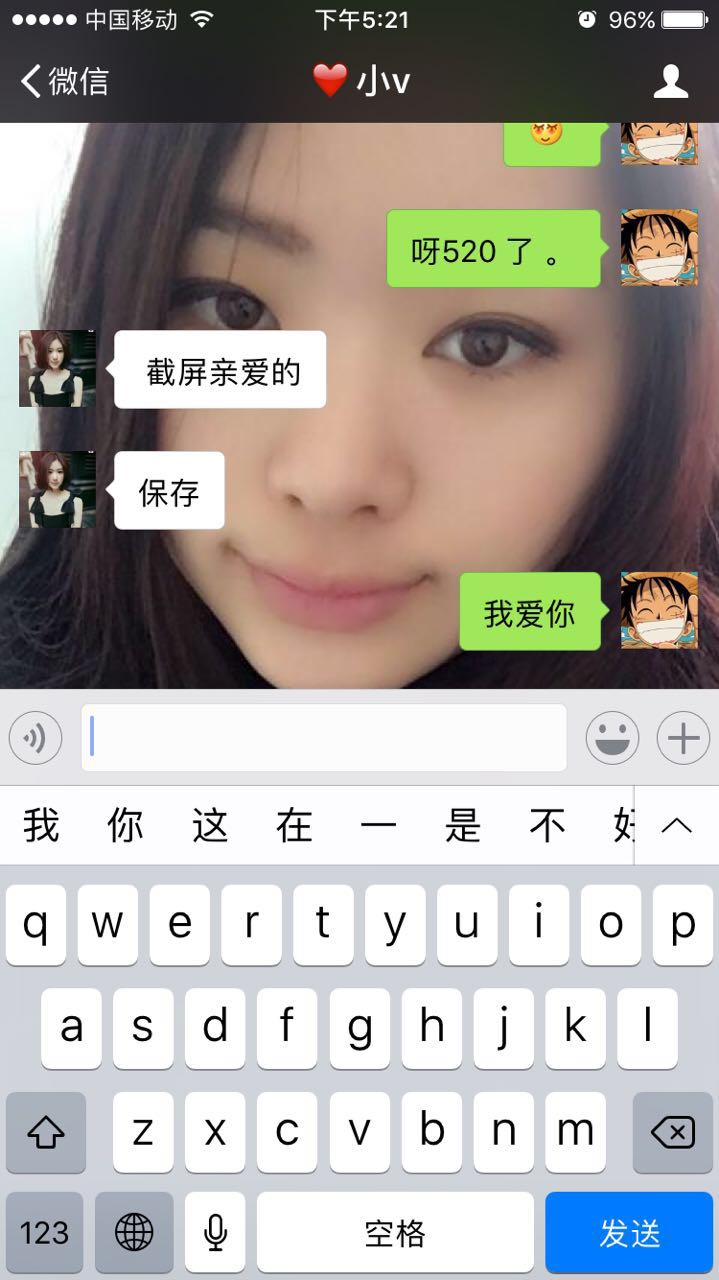 中国移动 下午5:21 96%
微信 ❤️小v
呀520 了 。
截屏亲爱的
保存
我爱你
我 你 这 在 一 是 不 好
q w e r t y u i o p
a s d f g h j k l
z x c v b n m
123 空格 发送